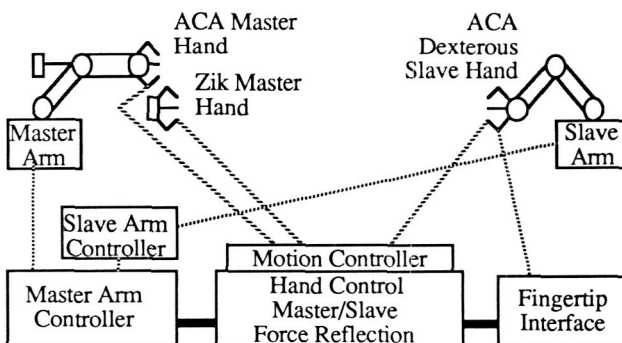 ACA Master
Hand
Zik Master
Hand
ACA
Dexterous
Slave Hand
Master
Arm
Slave
Arm
Slave Arm
Controller
Motion Controller
Master Arm
Controller
Hand Control
Master/Slave
Force Reflection
Fingertip
Interface